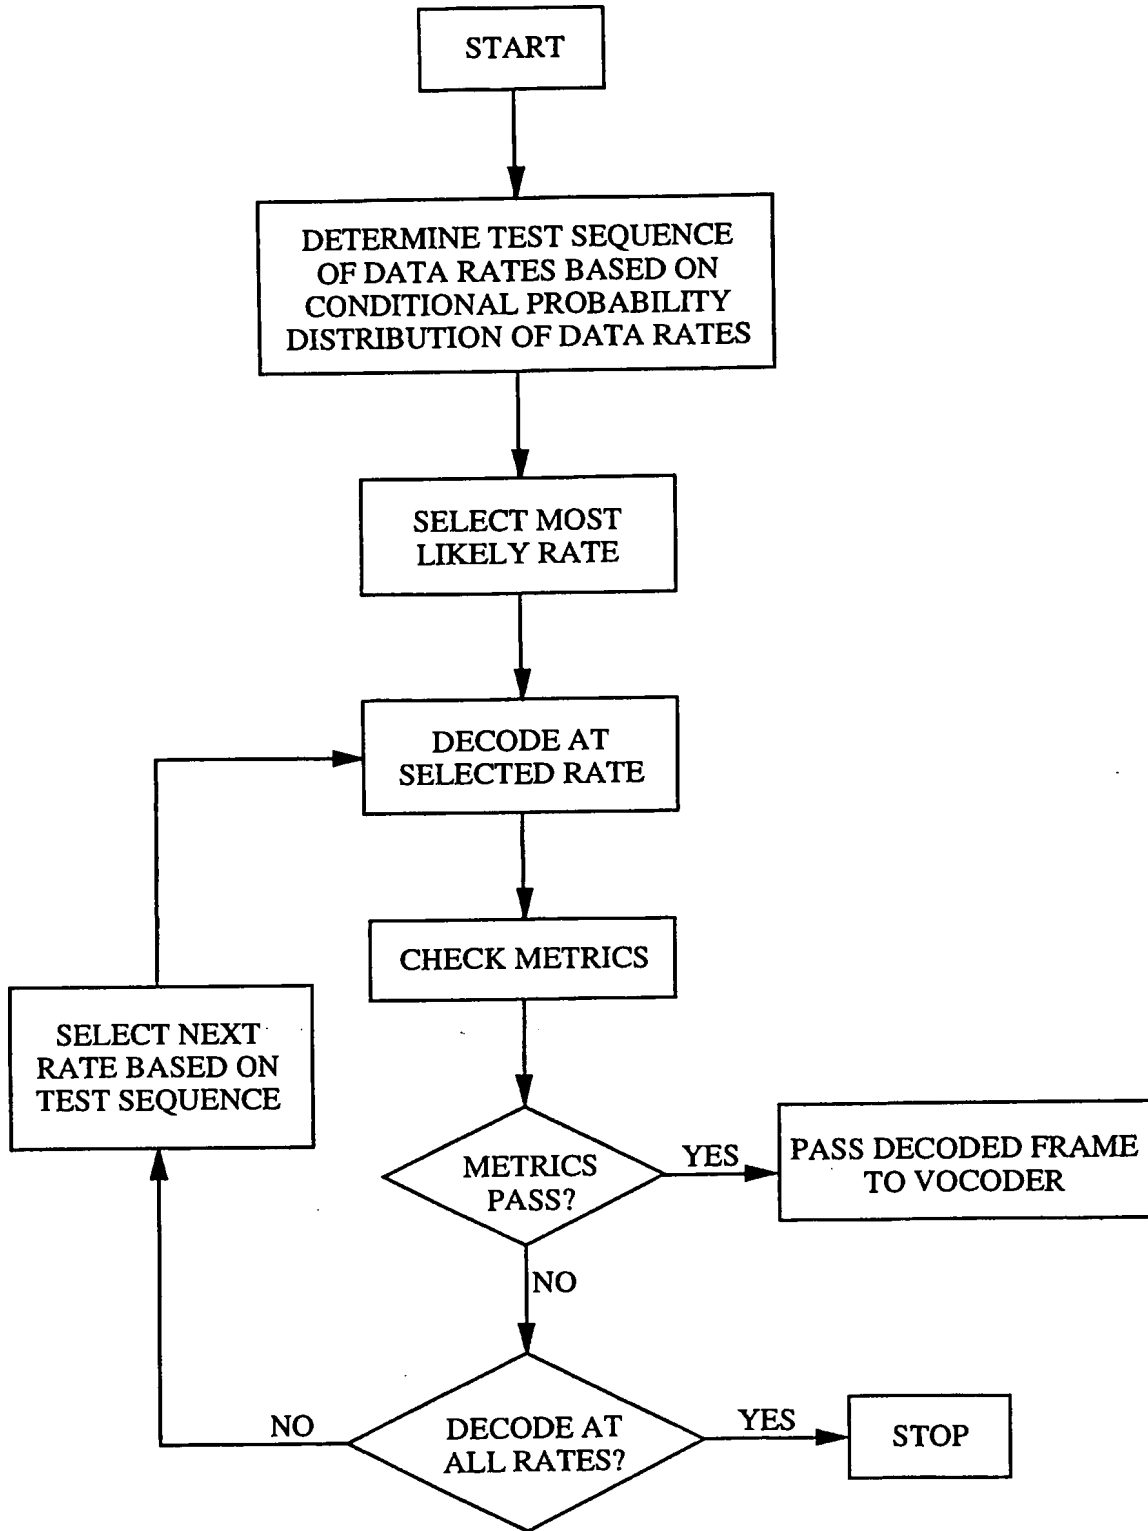 START
DETERMINE TEST SEQUENCE
OF DATA RATES BASED ON
CONDITIONAL PROBABILITY
DISTRIBUTION OF DATA RATES
SELECT MOST
LIKELY RATE
DECODE AT
SELECTED RATE
CHECK METRICS
SELECT NEXT
RATE BASED ON
TEST SEQUENCE
METRICS
PASS?
YES
PASS DECODED FRAME
TO VOCODER
NO
NO
DECODE AT
ALL RATES?
YES
STOP